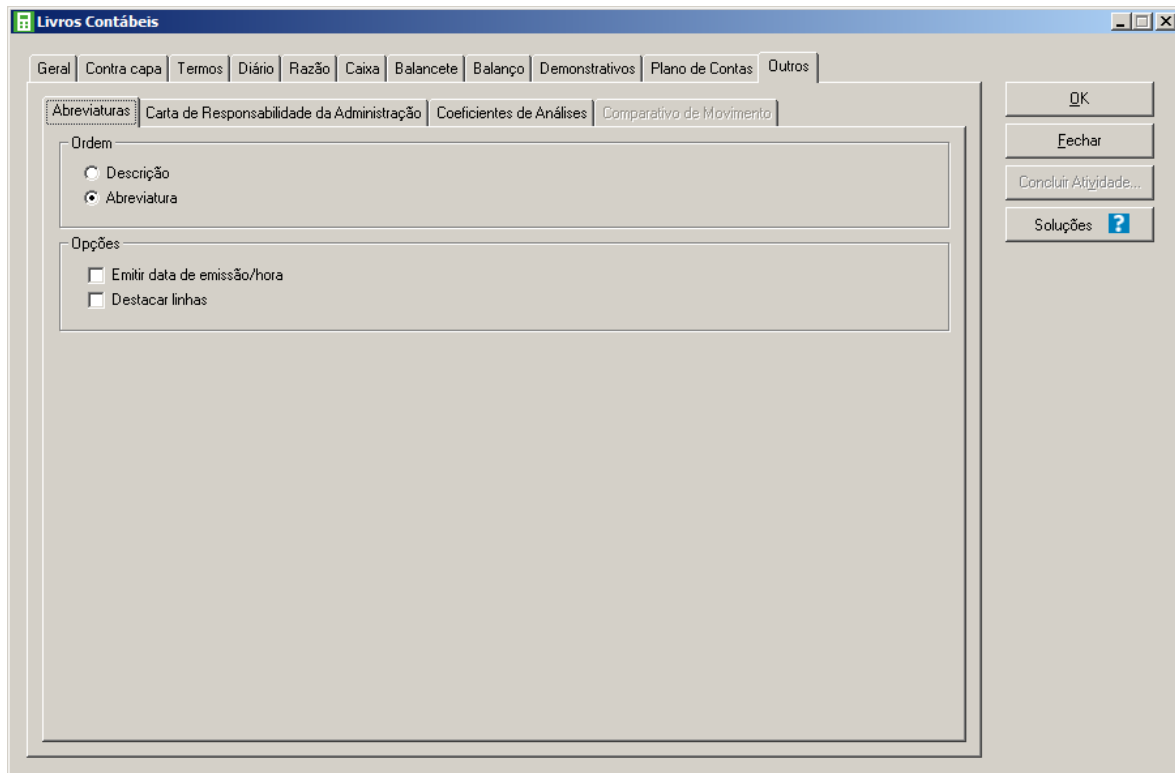 Livros Contábeis
Geral Contra capa Termos Diário Razão Caixa Balancete Balanço Demonstrativos Plano de Contas Outros
Abreviaturas Carta de Responsabilidade da Administração Coeficientes de Análises Comparativo de Movimento
Ordem
Descrição
Abreviatura
Opções
Emitir data de emissão/hora
Destacar linhas
OK
Fechar
Concluir Atividade...
Soluções ?